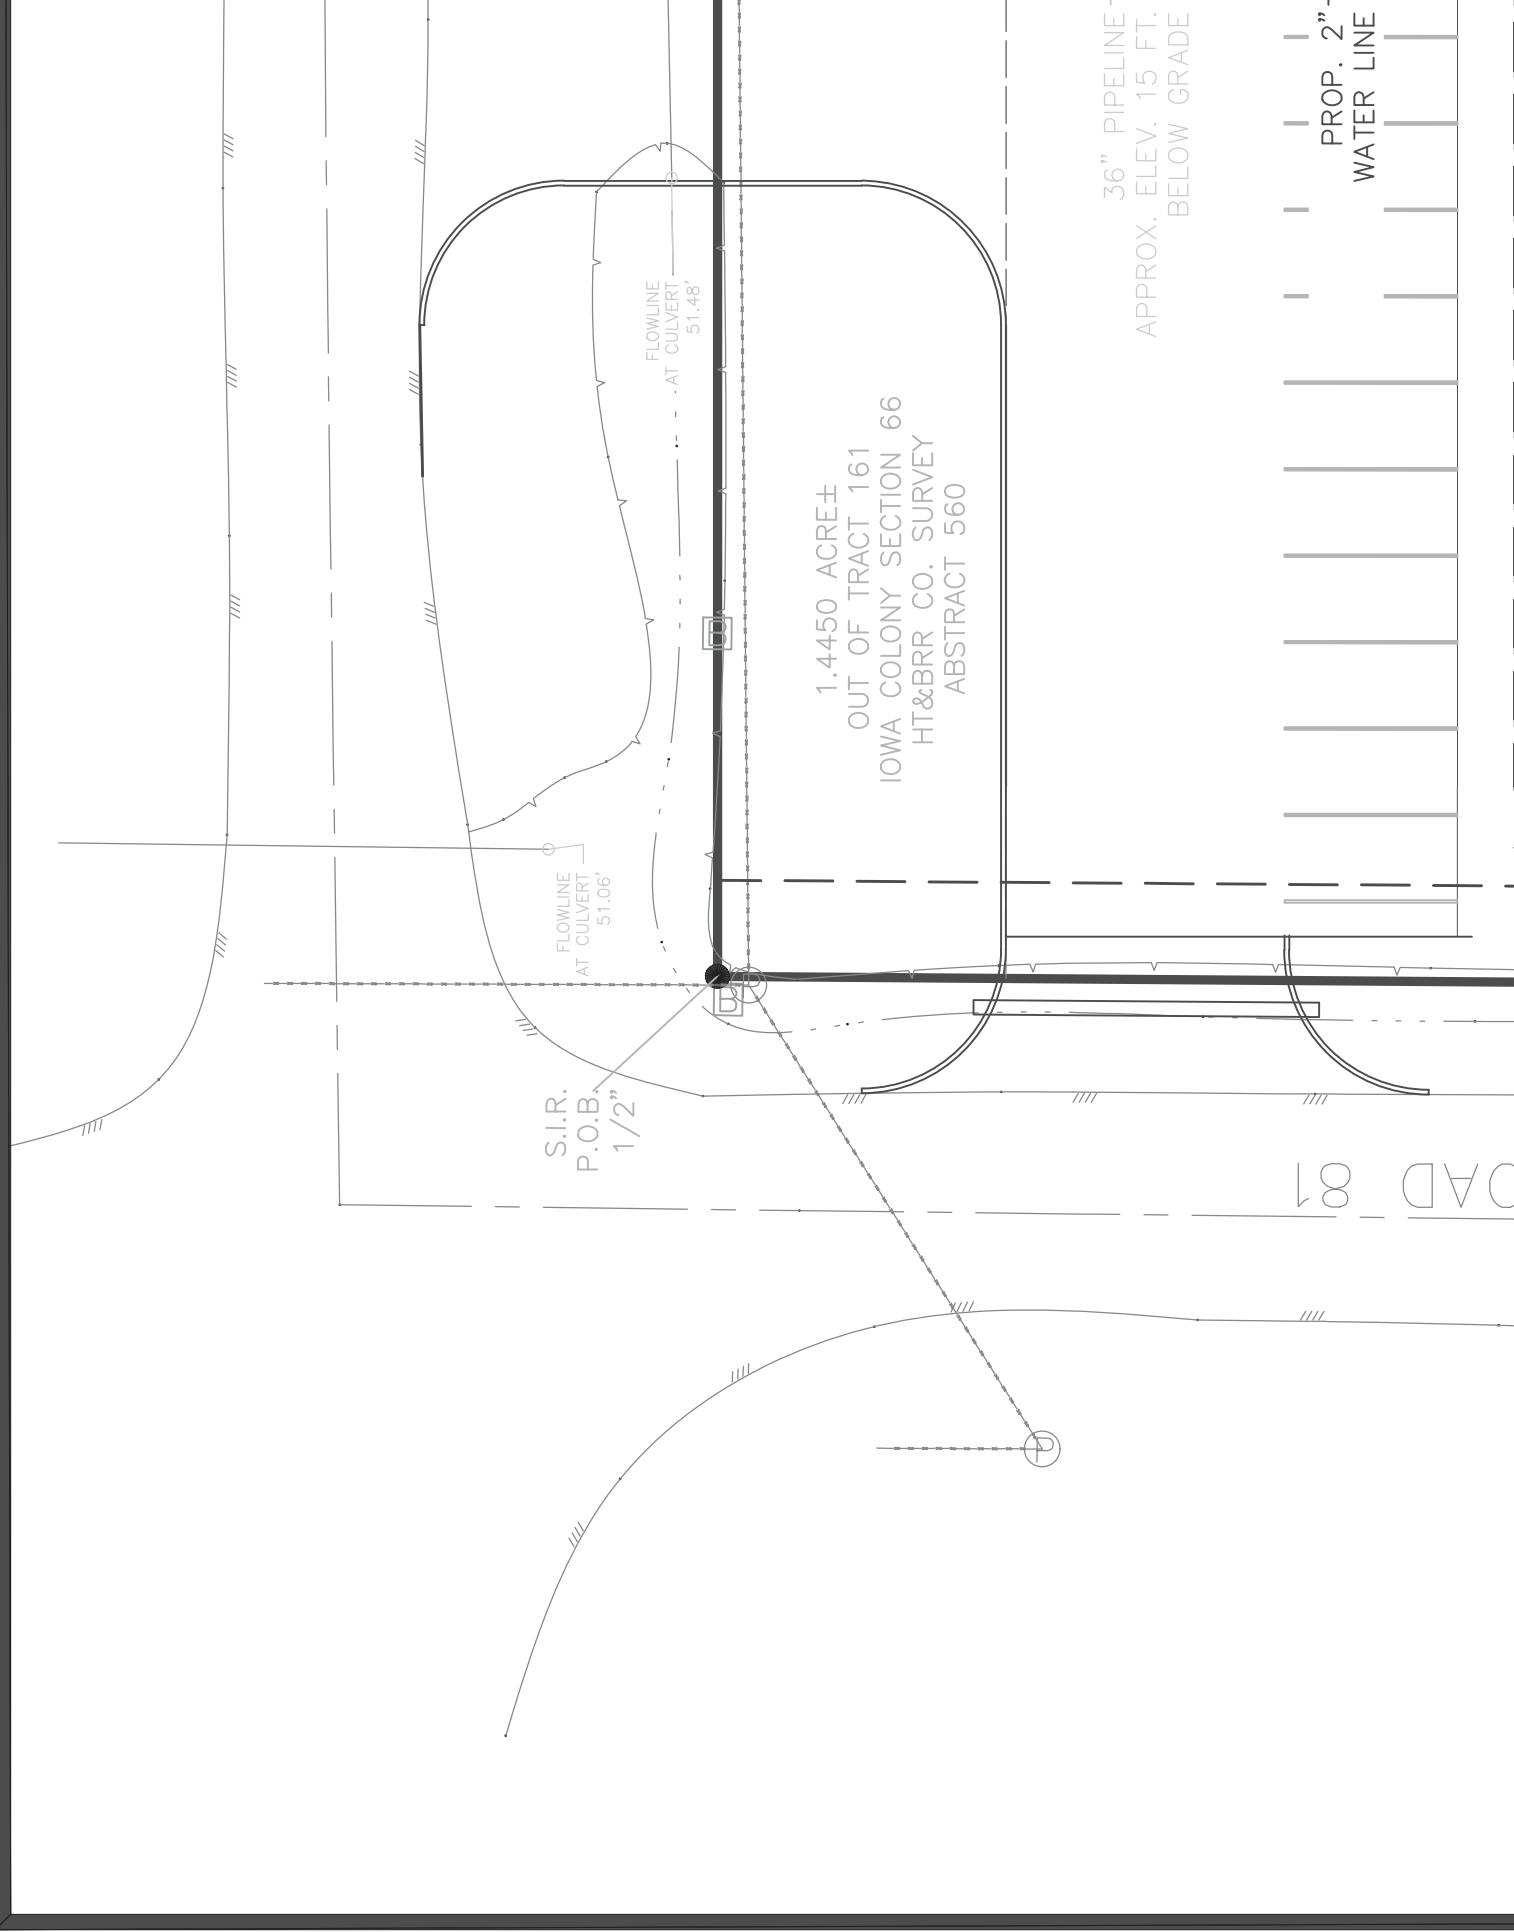 36" PIPELINE
APPROX. ELEV. 15 FT.
BELOW GRADE
PROP. 2"
WATER LINE
FLOWLINE
AT CULVERT
51.48'
1.4450 ACRE±
OUT OF TRACT 161
IOWA COLONY SECTION 66
HT&BRR CO. SURVEY
ABSTRACT 560
B
FLOWLINE
AT CULVERT
51.06'
B
P
S.I.R.
P.O.B.
1/2"
OAD 81
P